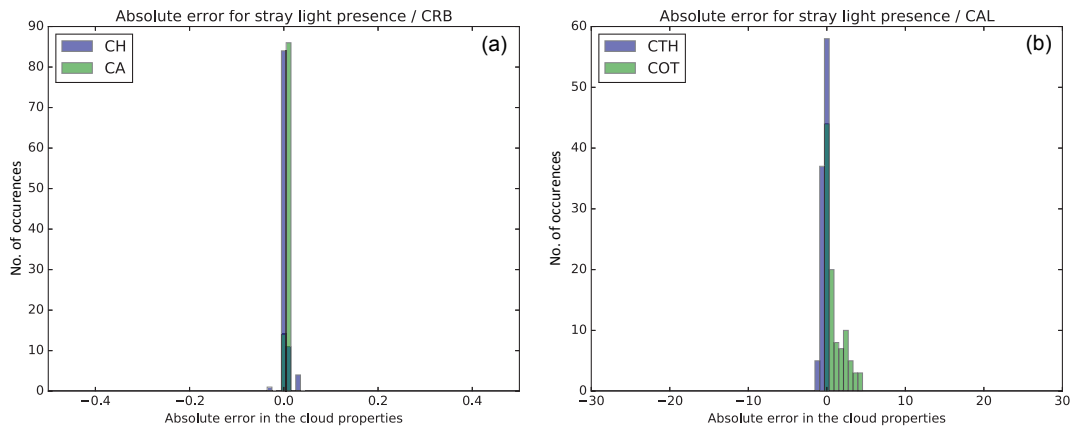 Absolute error for stray light presence / CRB
(a)
CH
CA
90
80
70
60
50
40
30
20
10
0
No. of occurences
−0.4
−0.2
0.0
0.2
0.4
Absolute error in the cloud properties
Absolute error for stray light presence / CAL
(b)
CTH
COT
60
50
40
30
20
10
0
No. of occurences
−30
−20
−10
0
10
20
30
Absolute error in the cloud properties